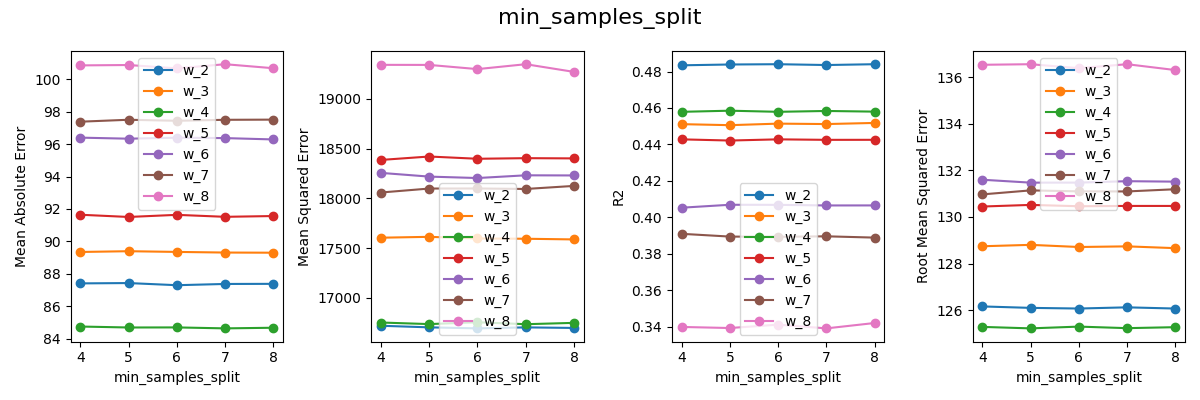 min_samples_split
Mean Absolute Error
100
98
96
94
92
90
88
86
84
w_2
w_3
w_4
w_5
w_6
w_7
w_8
4 5 6 7 8
min_samples_split
Mean Squared Error
19000
18500
18000
17500
17000
w_2
w_3
w_4
w_5
w_6
w_7
w_8
4 5 6 7 8
min_samples_split
R2
0.48
0.46
0.44
0.42
0.40
0.38
0.36
0.34
w_2
w_3
w_4
w_5
w_6
w_7
w_8
4 5 6 7 8
min_samples_split
Root Mean Squared Error
136
134
132
130
128
126
w_2
w_3
w_4
w_5
w_6
w_7
w_8
4 5 6 7 8
min_samples_split